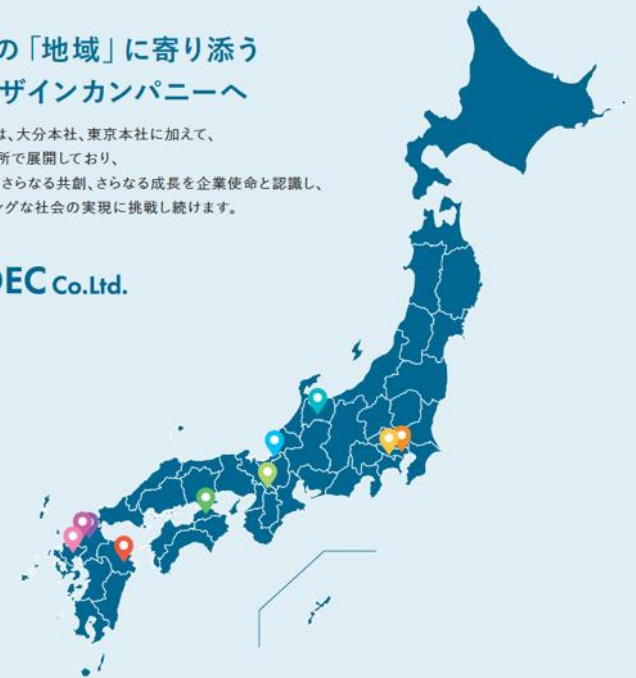 の「地域」に寄り添う
ザインカンパニーへ
は、大分本社、東京本社に加えて、
所で展開しており、
さらなる共創、さらなる成長を企業使命と認識し、
グな社会の実現に挑戦し続けます。
EC Co.Ltd.